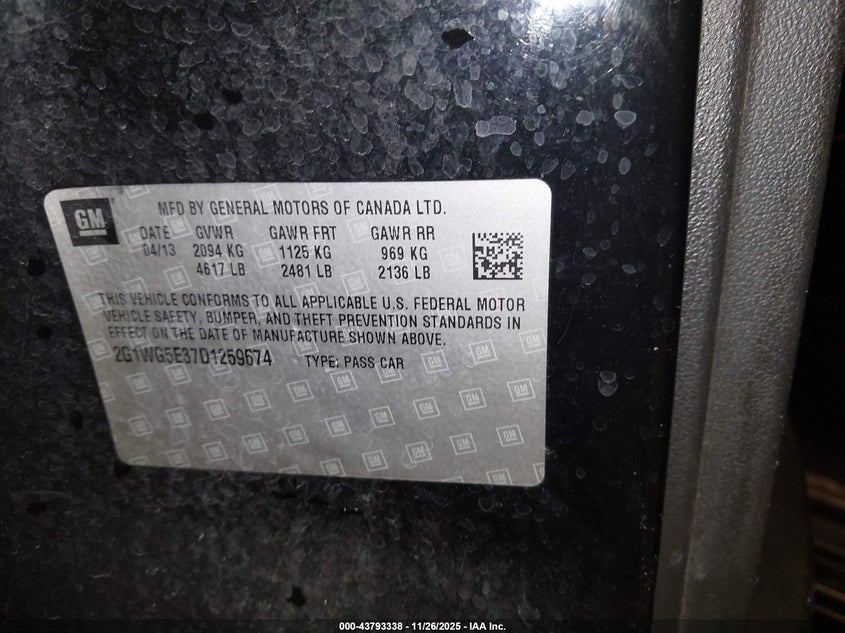 GM
MFD BY GENERAL MOTORS OF CANADA LTD.
DATE GVWR GAWR FRT GAWR RR
04/13 2094 KG 1125 KG 969 KG
4617 LB 2481 LB 2136 LB
THIS VEHICLE CONFORMS TO ALL APPLICABLE U.S. FEDERAL MOTOR
VEHICLE SAFETY, BUMPER, AND THEFT PREVENTION STANDARDS IN
EFFECT ON THE DATE OF MANUFACTURE SHOWN ABOVE.
2G1WG5E37D1259674 TYPE: PASS CAR
000-43793338 - 11/26/2025 - IAA Inc.